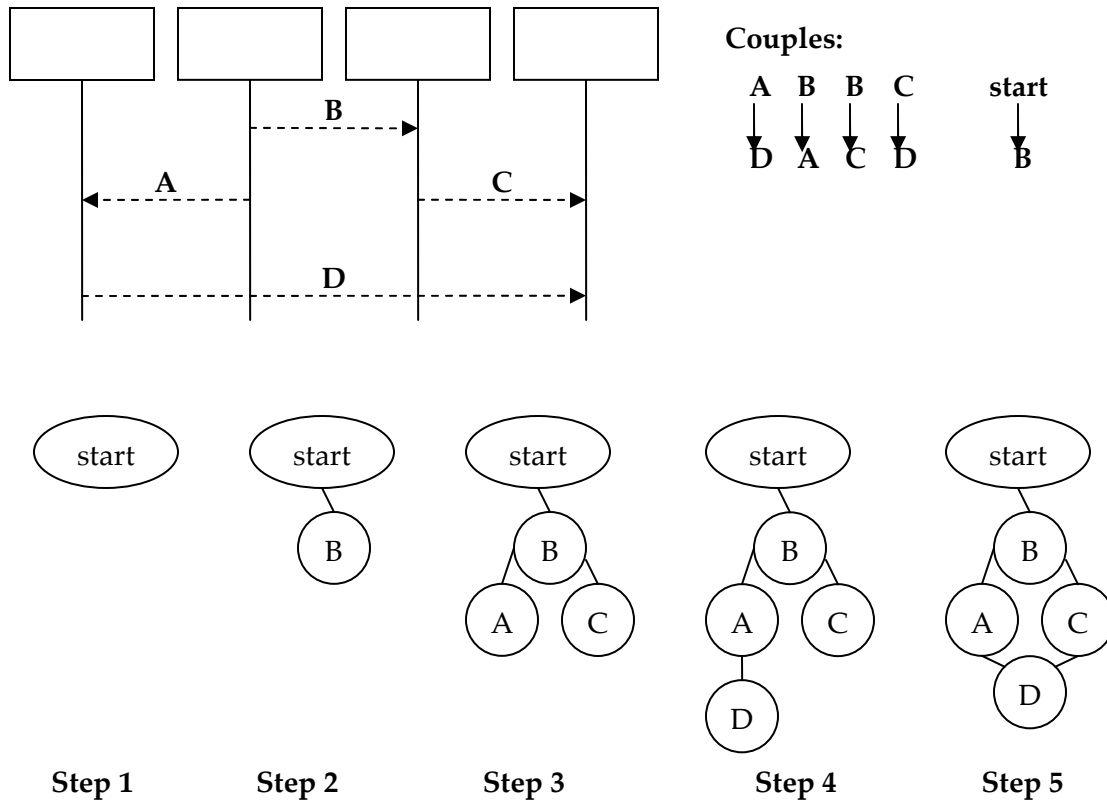 Couples:
A B B C start
B
D A C D B
A C
D
start start start start start
B B B B
A C A C A C
D D
Step 1 Step 2 Step 3 Step 4 Step 5